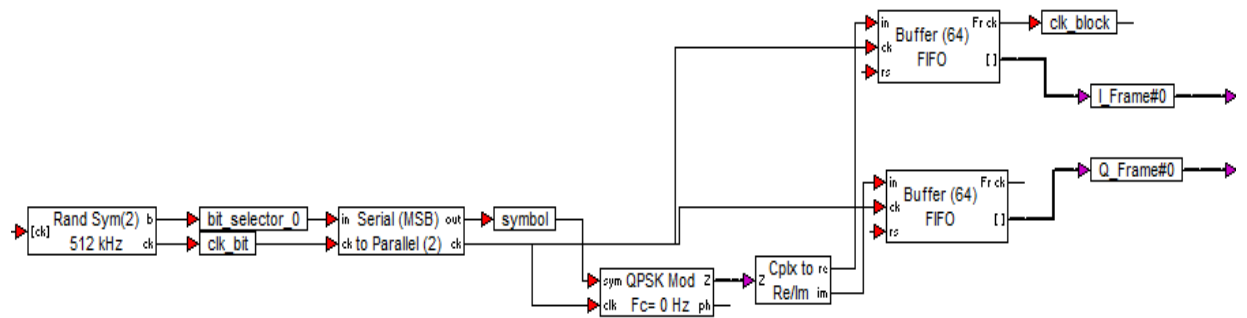 [ck] Rand Sym(2) b
512 kHz ck
bit_selector_0
clk_bit
in Serial (MSB) out
ck to Parallel (2) ck
symbol
sym QPSK Mod Z
clk Fc= 0 Hz ph
Z Cplx to re
Re/Im im
in Buffer (64) Fr ck
ck FIFO [ ]
rs
clk_block
I_Frame#0
in Buffer (64) Fr ck
ck FIFO [ ]
rs
Q_Frame#0